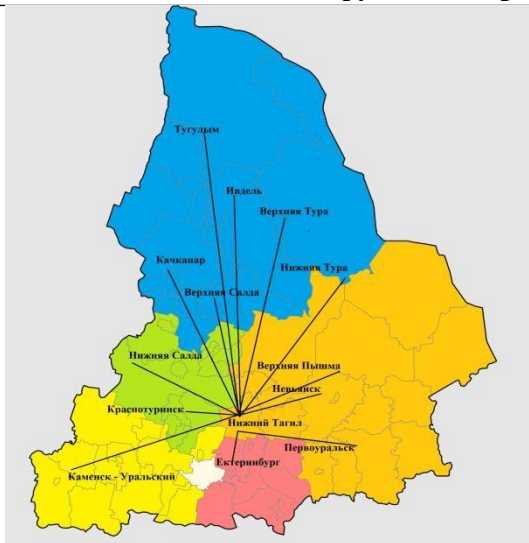 Тугулым
Ивдель
Верхняя Тура
Качканар
Нижняя Тура
Верхняя Салда
Нижняя Салда
Верхняя Пышма
Невьянск
Краснотуринск
Нижний Тагил
Первоуральск
Ектеринбург
Каменск - Уральский